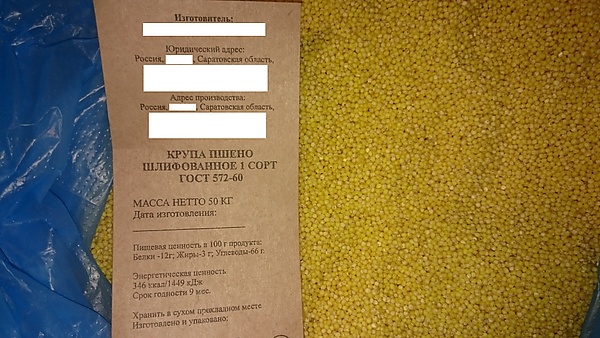 Изготовитель:
Юридический адрес:
Россия, , Саратовская область,
Адрес производства:
Россия, , Саратовская область,
КРУПА ПШЕНО
ШЛИФОВАННОЕ 1 СОРТ
ГОСТ 572-60
МАССА НЕТТО 50 КГ
Дата изготовления:
Пищевая ценность в 100 г продукта:
Белки -12г; Жиры-3 г; Углеводы-66 г.
Энергетическая ценность
346 ккал/1449 кДж
Срок годности 9 мес.
Хранить в сухом прохладном месте
Изготовлено и упаковано: